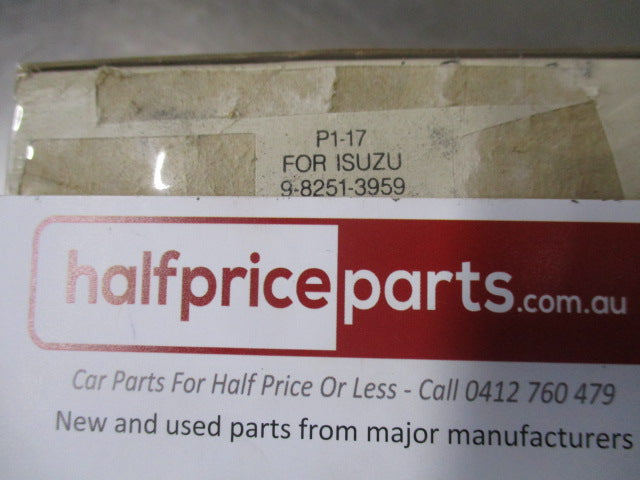 P1-17
FOR ISUZU
9-8251-3959
halfpriceparts.com.au
Car Parts For Half Price Or Less - Call 0412 760 479
New and used parts from major manufacturers